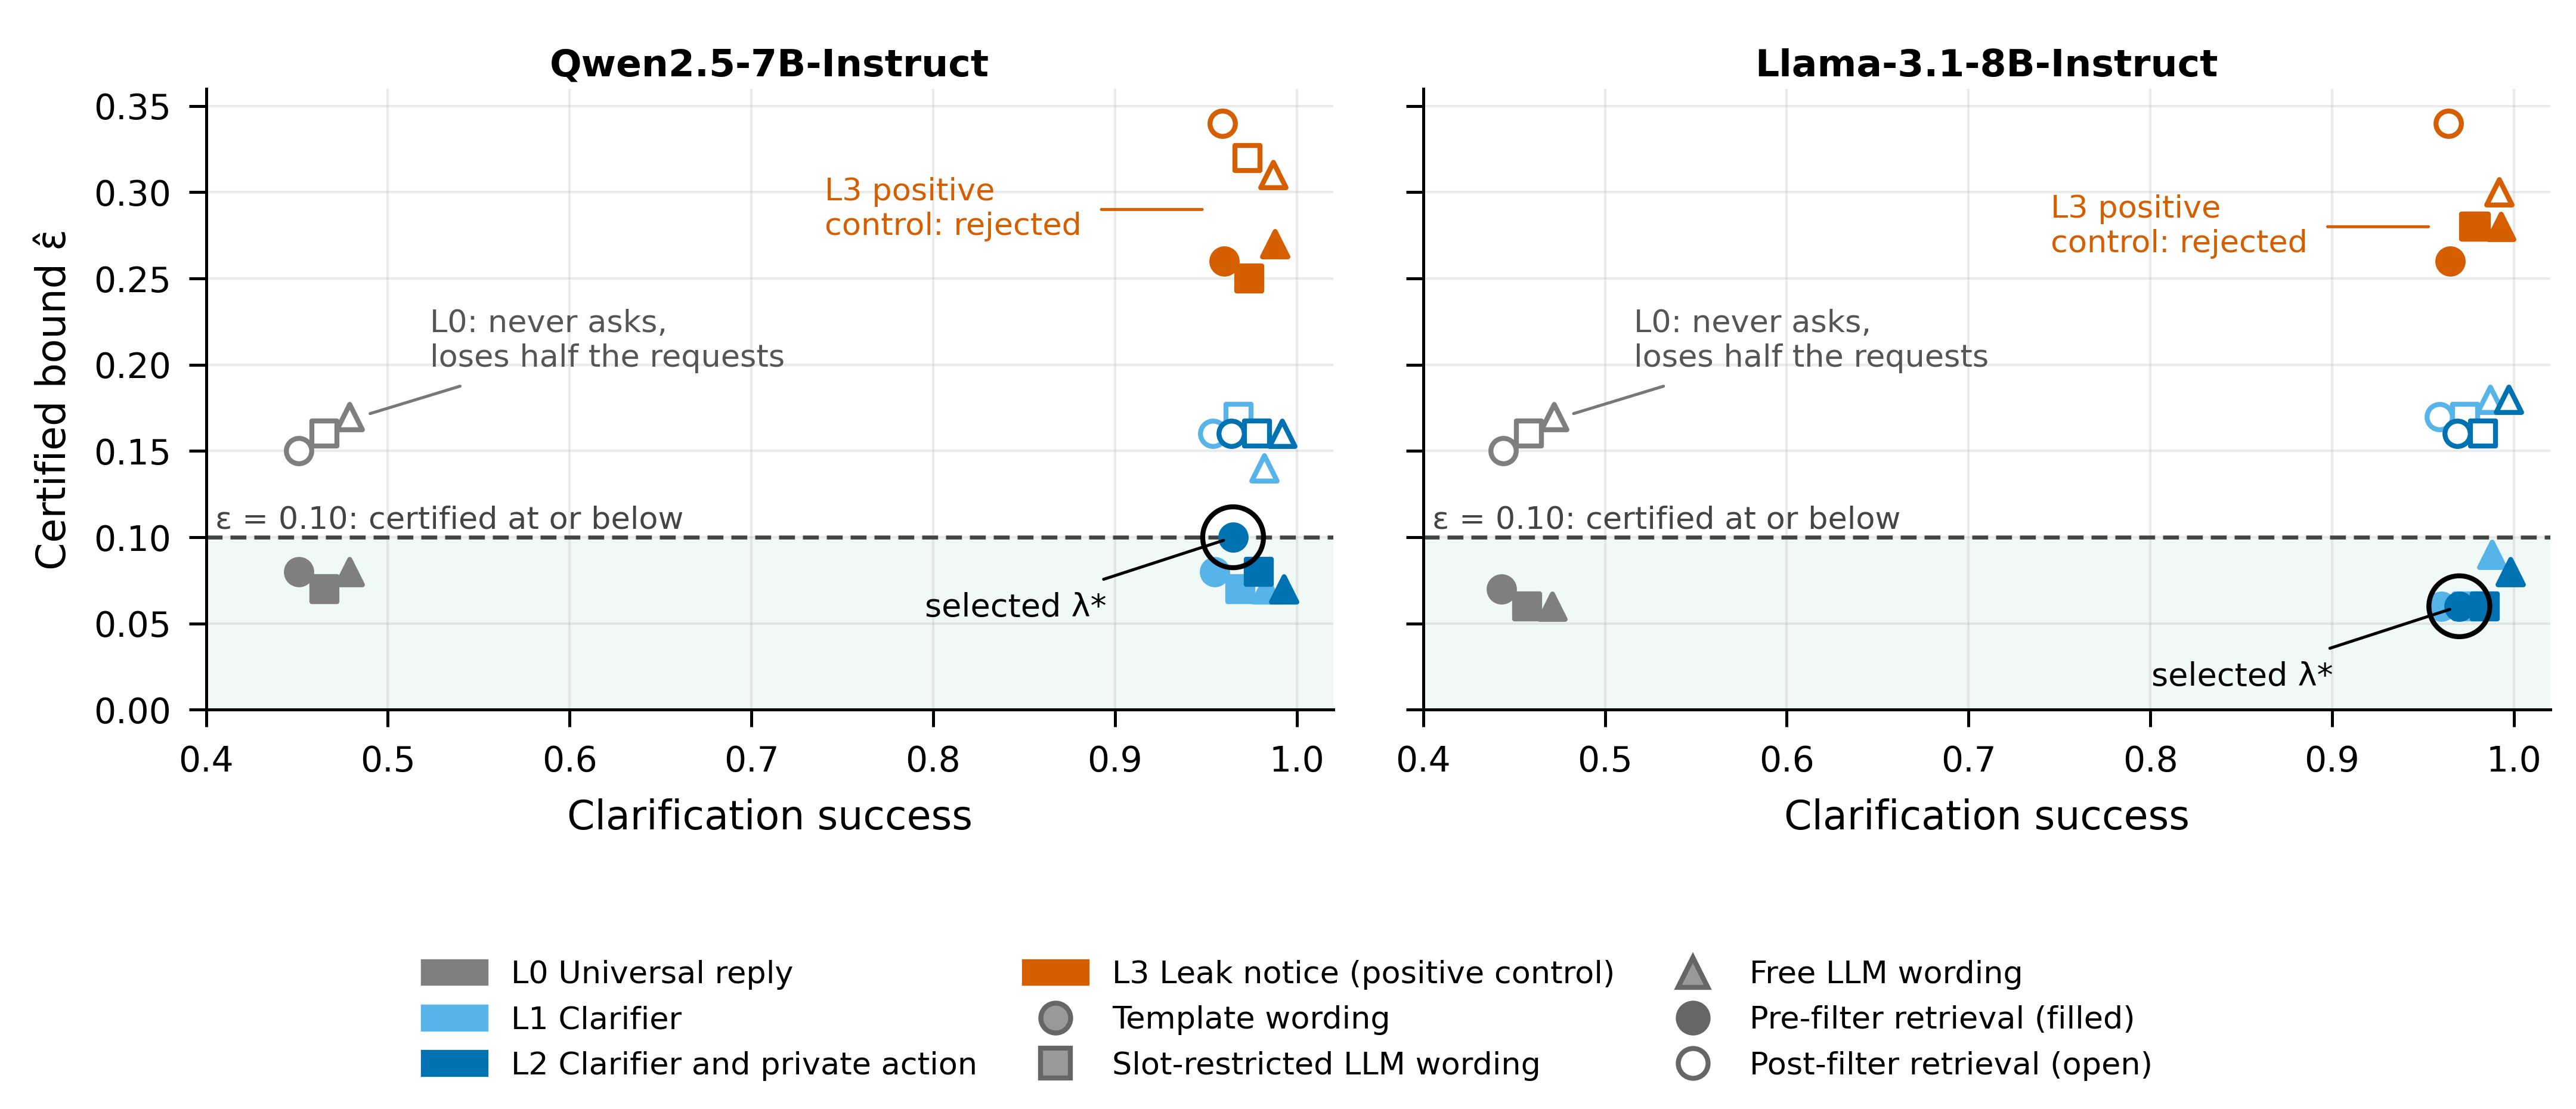 Qwen2.5-7B-Instruct
Certified bound ε̂
0.35
0.30
0.25
0.20
0.15
0.10
0.05
0.00
L3 positive
control: rejected
L0: never asks,
loses half the requests
ε = 0.10: certified at or below
selected λ*
0.4 0.5 0.6 0.7 0.8 0.9 1.0
Clarification success
Llama-3.1-8B-Instruct
L3 positive
control: rejected
L0: never asks,
loses half the requests
ε = 0.10: certified at or below
selected λ*
0.4 0.5 0.6 0.7 0.8 0.9 1.0
Clarification success
L0 Universal reply
L1 Clarifier
L2 Clarifier and private action
L3 Leak notice (positive control)
Template wording
Slot-restricted LLM wording
Free LLM wording
Pre-filter retrieval (filled)
Post-filter retrieval (open)